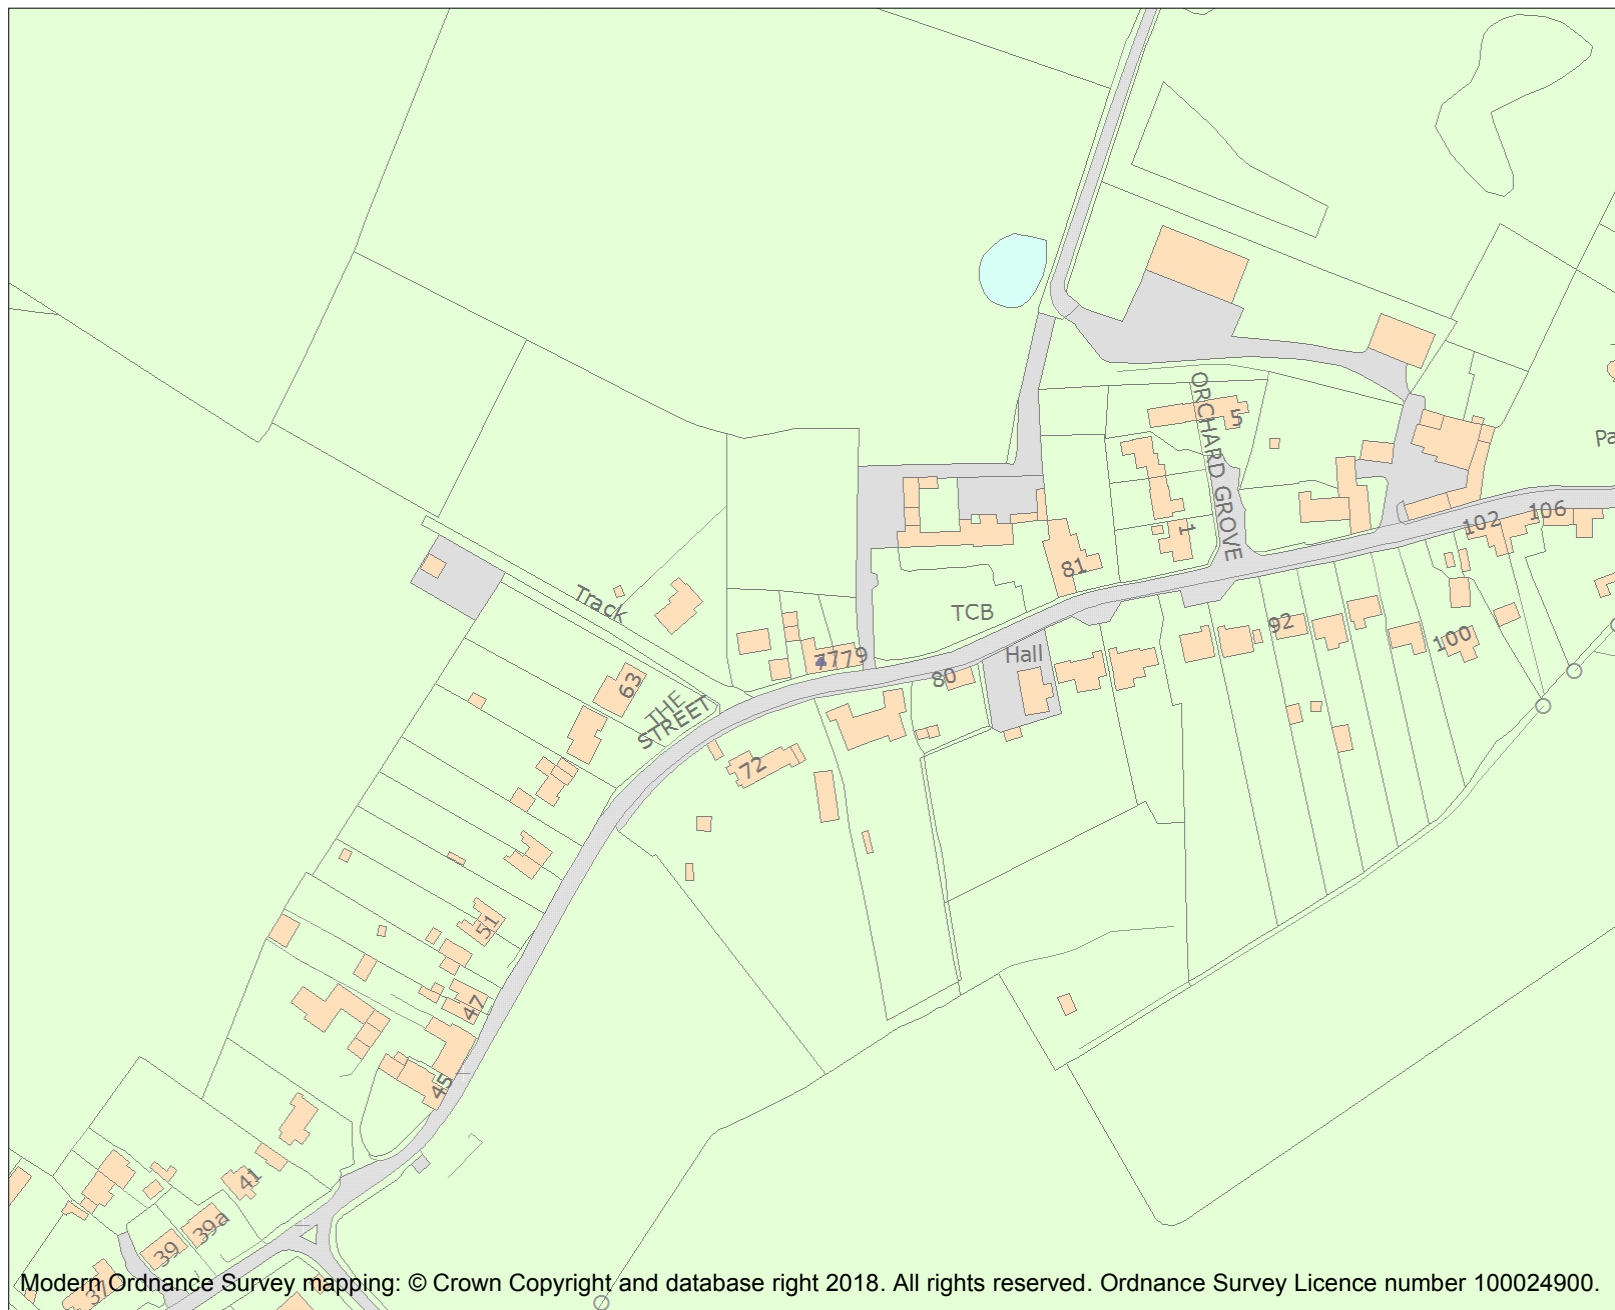 ORCHARD GROVE
5
Pa
102
106
1
81
Track
TCB
92
100
7779
Hall
80
63
THE
STREET
72
51
47
45
41
39a
39
37
Modern Ordnance Survey mapping: © Crown Copyright and database right 2018. All rights reserved. Ordnance Survey Licence number 100024900.